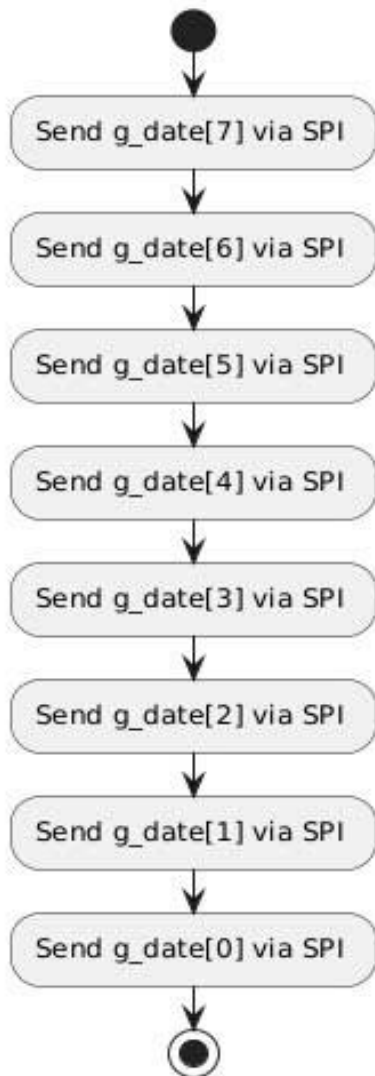 Send g_date[7] via SPI
Send g_date[6] via SPI
Send g_date[5] via SPI
Send g_date[4] via SPI
Send g_date[3] via SPI
Send g_date[2] via SPI
Send g_date[1] via SPI
Send g_date[0] via SPI